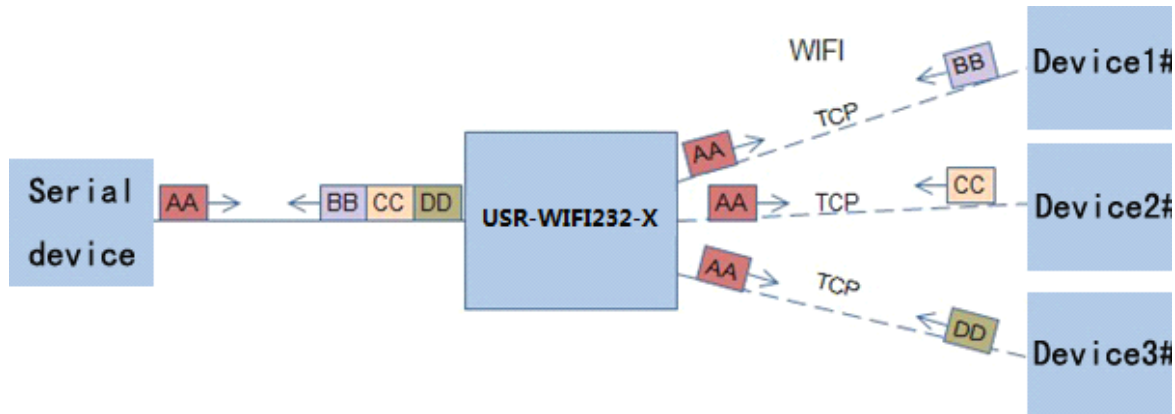 WIFI
BB
Device1#
TCP
AA
Serial
device
AA
BB CC DD
USR-WIFI232-X
AA
TCP
CC
Device2#
AA
TCP
DD
Device3#